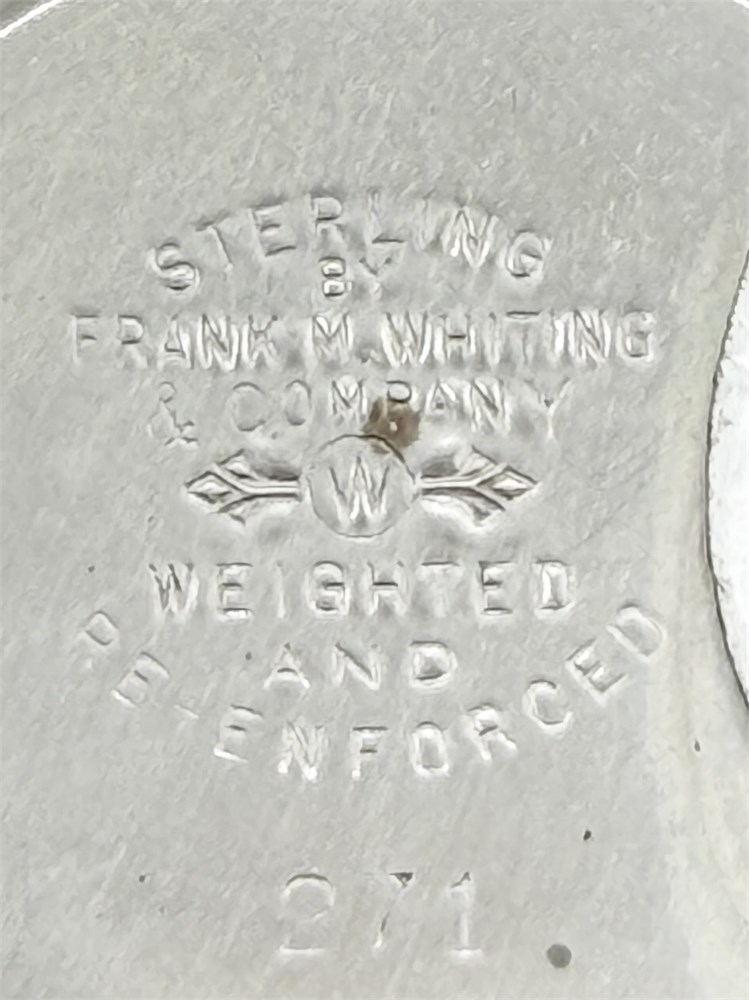 STERLING
BY
FRANK M. WHITING
& COMPANY
W
WEIGHTED
AND
RE-ENFORCED
271